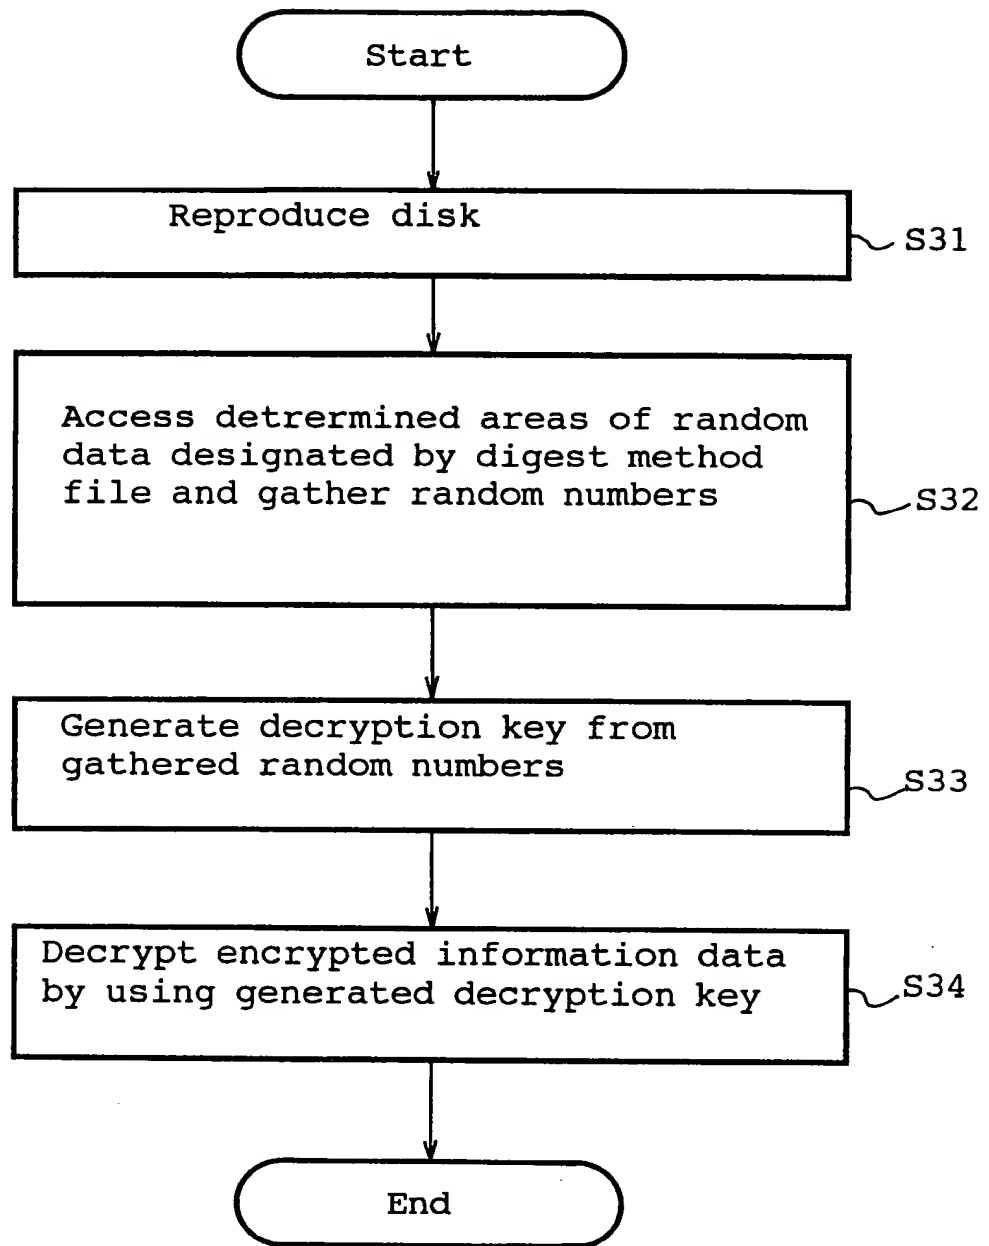 Start
Reproduce disk
S31
Access detrermined areas of random
data designated by digest method
file and gather random numbers
S32
Generate decryption key from
gathered random numbers
S33
Decrypt encrypted information data
by using generated decryption key
S34
End